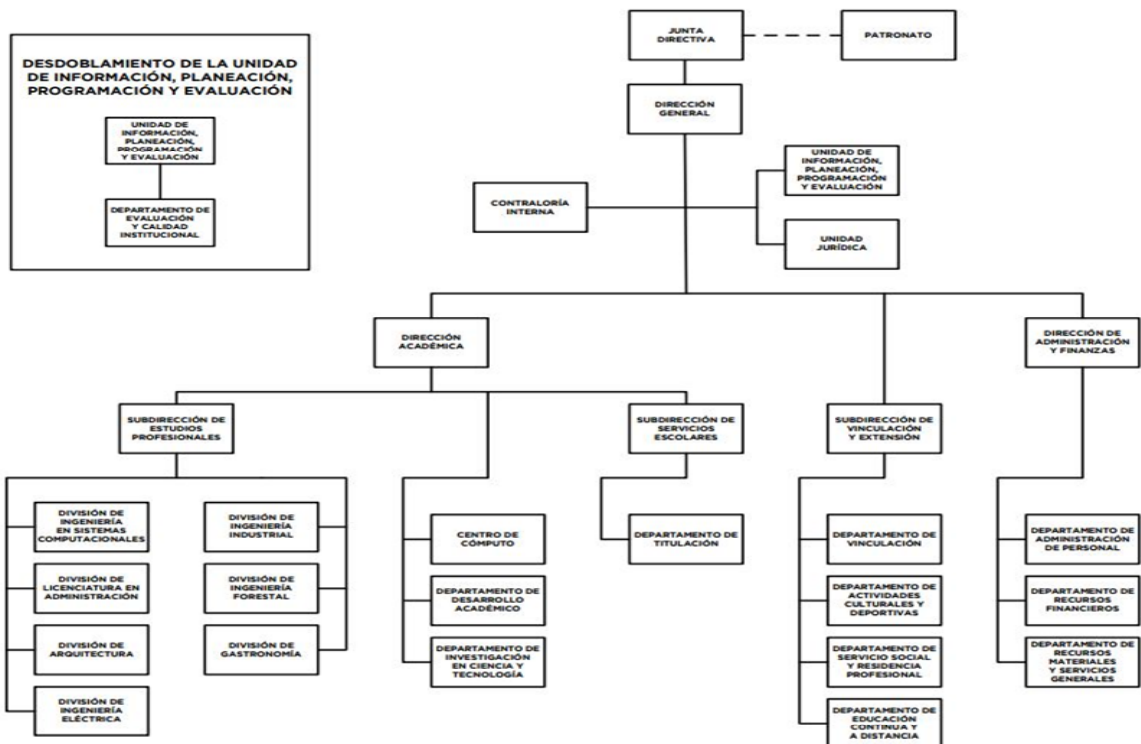 DESDOBLAMIENTO DE LA UNIDAD
DE INFORMACIÓN, PLANEACIÓN,
PROGRAMACIÓN Y EVALUACIÓN
UNIDAD DE
INFORMACIÓN,
PLANEACIÓN,
PROGRAMACIÓN
Y EVALUACIÓN
DEPARTAMENTO DE
EVALUACIÓN
Y CALIDAD
INSTITUCIONAL
JUNTA
DIRECTIVA
PATRONATO
DIRECCIÓN
GENERAL
CONTRALORÍA
INTERNA
UNIDAD DE
INFORMACIÓN,
PLANEACIÓN,
PROGRAMACIÓN
Y EVALUACIÓN
UNIDAD
JURÍDICA
DIRECCIÓN
ACADÉMICA
DIRECCIÓN DE
ADMINISTRACIÓN
Y FINANZAS
SUBDIRECCIÓN DE
ESTUDIOS
PROFESIONALES
SUBDIRECCIÓN DE
SERVICIOS
ESCOLARES
SUBDIRECCIÓN DE
VINCULACIÓN
Y EXTENSIÓN
DIVISIÓN DE
INGENIERÍA
EN SISTEMAS
COMPUTACIONALES
DIVISIÓN DE
LICENCIATURA EN
ADMINISTRACIÓN
DIVISIÓN DE
ARQUITECTURA
DIVISIÓN DE
INGENIERÍA
ELÉCTRICA
DIVISIÓN DE
INGENIERÍA
INDUSTRIAL
DIVISIÓN DE
INGENIERÍA
FORESTAL
DIVISIÓN DE
GASTRONOMÍA
CENTRO DE
CÓMPUTO
DEPARTAMENTO DE
DESARROLLO
ACADÉMICO
DEPARTAMENTO DE
INVESTIGACIÓN
EN CIENCIA Y
TECNOLOGÍA
DEPARTAMENTO DE
TITULACIÓN
DEPARTAMENTO DE
VINCULACIÓN
DEPARTAMENTO DE
ACTIVIDADES
CULTURALES Y
DEPORTIVAS
DEPARTAMENTO DE
SERVICIO SOCIAL
Y RESIDENCIA
PROFESIONAL
DEPARTAMENTO DE
EDUCACIÓN
CONTINUA Y
A DISTANCIA
DEPARTAMENTO DE
ADMINISTRACIÓN
DE PERSONAL
DEPARTAMENTO DE
RECURSOS
FINANCIEROS
DEPARTAMENTO DE
RECURSOS
MATERIALES
Y SERVICIOS
GENERALES